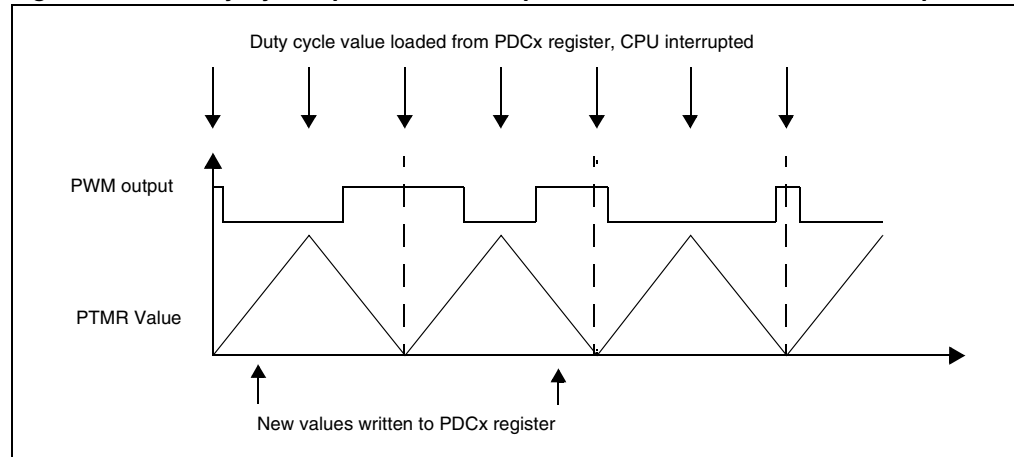 Duty cycle value loaded from PDCx register, CPU interrupted
PWM output
PTMR Value
New values written to PDCx register